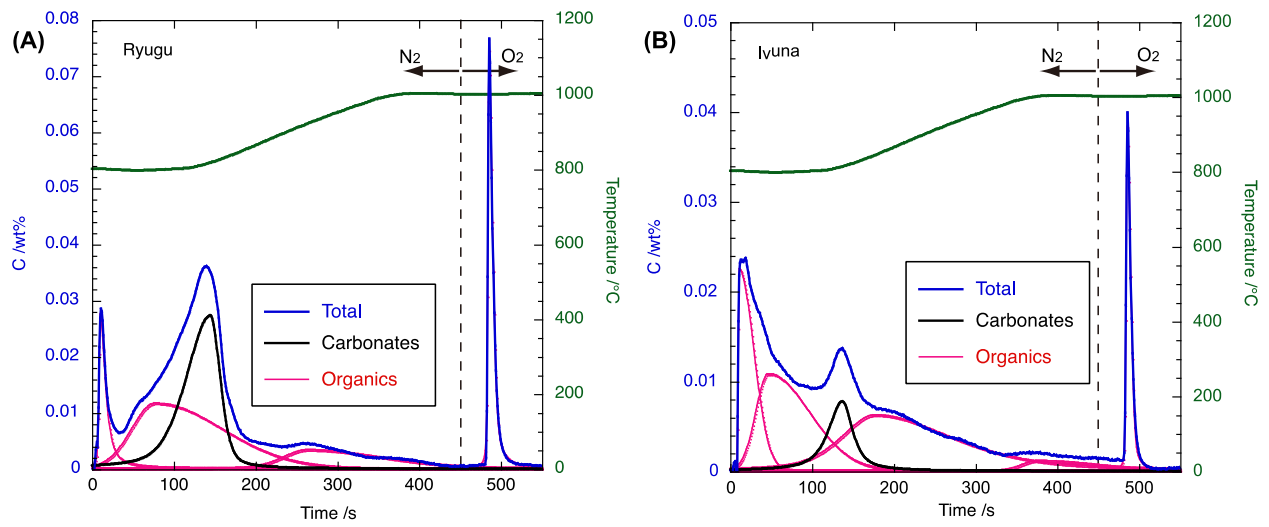 (A)
Ryugu
N2
O2
C /wt%
0.08
0.07
0.06
0.05
0.04
0.03
0.02
0.01
0
1200
1000
800
600
400
200
0
Temperature /°C
Total
Carbonates
Organics
0
100
200
300
400
500
Time /s
(B)
Ivuna
N2
O2
C /wt%
0.05
0.04
0.03
0.02
0.01
0
1200
1000
800
600
400
200
0
Temperature /°C
Total
Carbonates
Organics
0
100
200
300
400
500
Time /s